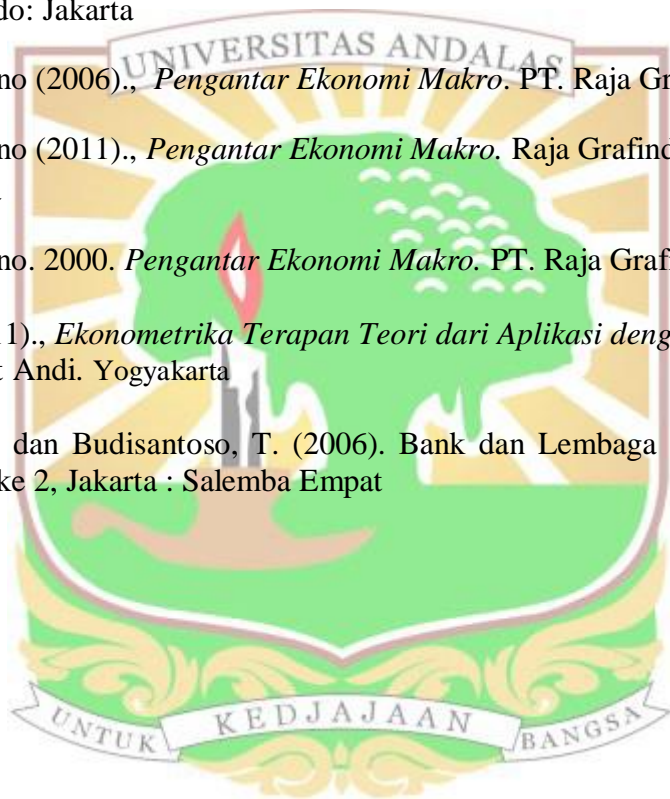 do: Jakarta
UNIVERSITAS ANDALAS
no (2006)., Pengantar Ekonomi Makro. PT. Raja Gr
no (2011)., Pengantar Ekonomi Makro. Raja Grafind
no. 2000. Pengantar Ekonomi Makro. PT. Raja Graf
11)., Ekonometrika Terapan Teori dari Aplikasi deng
t Andi. Yogyakarta
dan Budisantoso, T. (2006). Bank dan Lembaga
ke 2, Jakarta : Salemba Empat
UNTUK KEDJAJAAN BANGSA